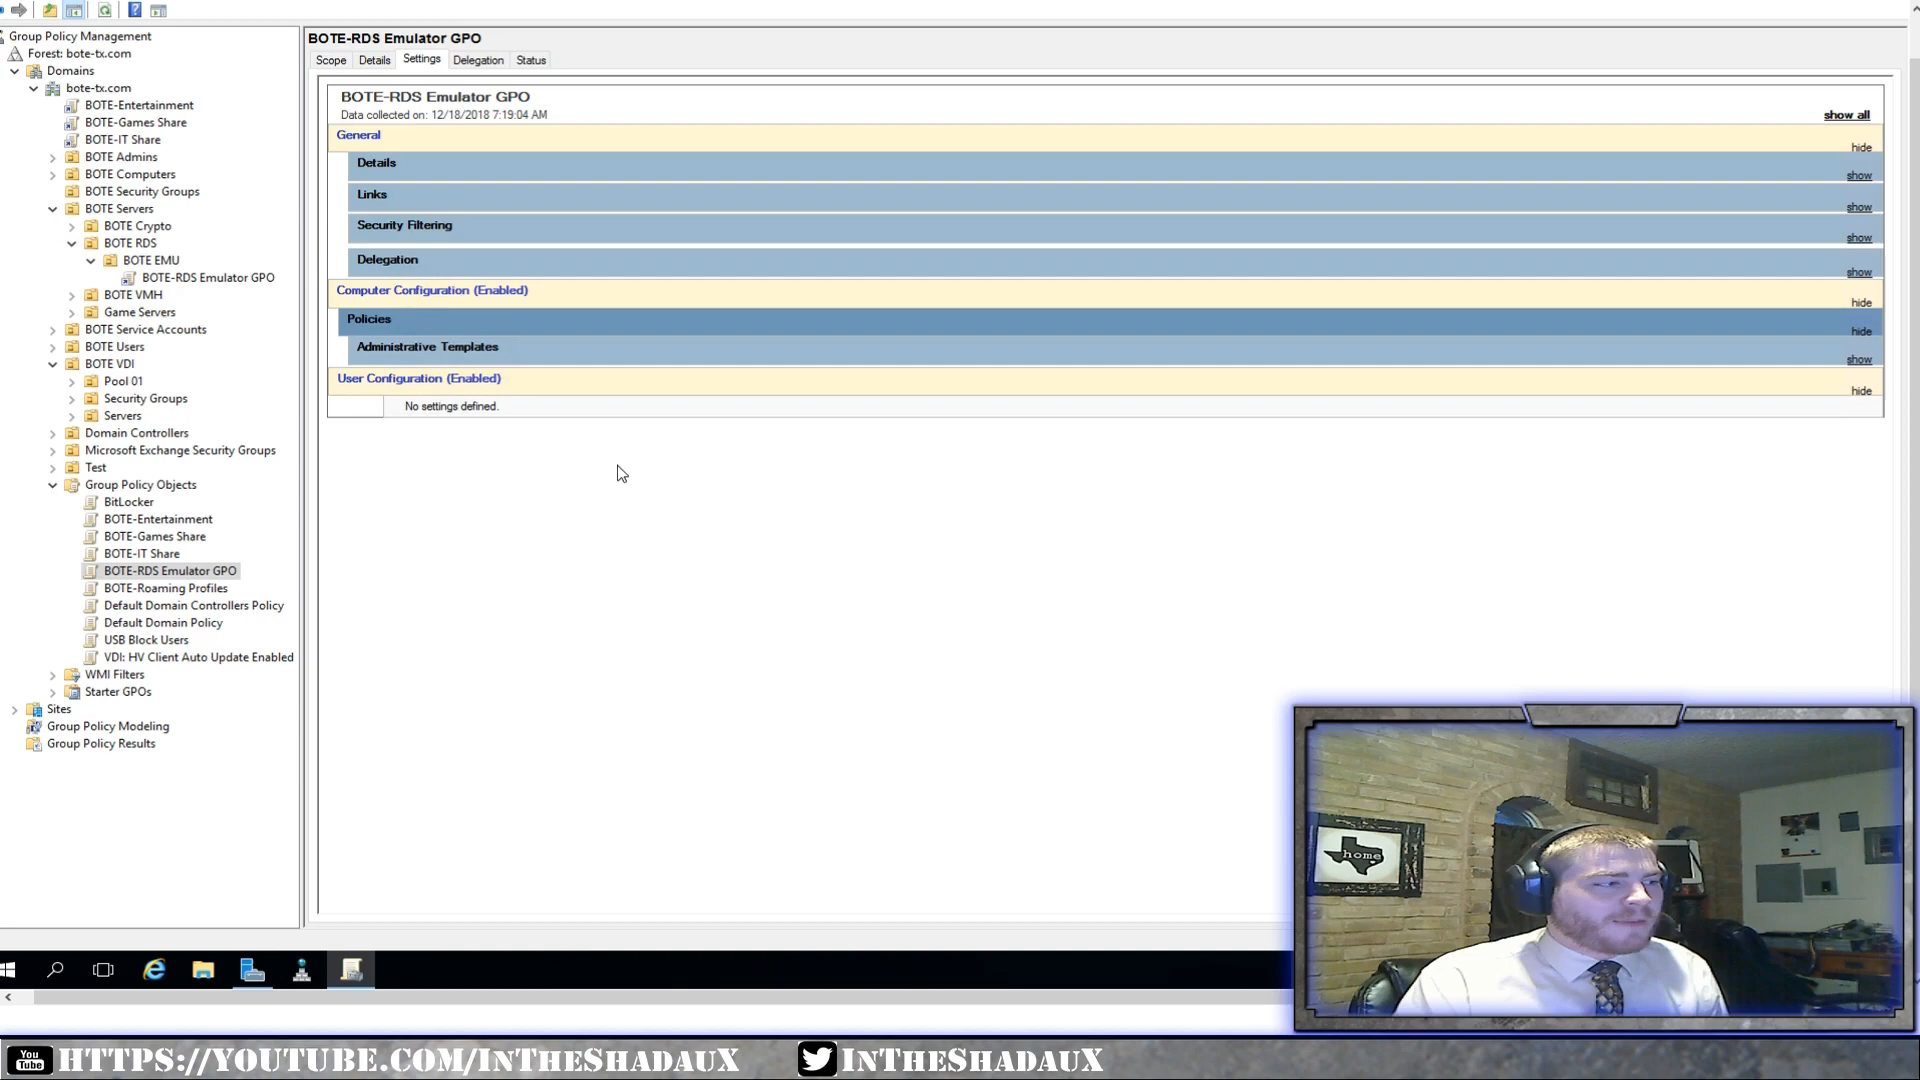 Group Policy Management
Forest: bote-tx.com
Domains
bote-tx.com
BOTE-Entertainment
BOTE-Games Share
BOTE-IT Share
BOTE Admins
BOTE Computers
BOTE Security Groups
BOTE Servers
BOTE Crypto
BOTE RDS
BOTE EMU
BOTE-RDS Emulator GPO
BOTE VMH
Game Servers
BOTE Service Accounts
BOTE Users
BOTE VDI
Pool 01
Security Groups
Servers
Domain Controllers
Microsoft Exchange Security Groups
Test
Group Policy Objects
BitLocker
BOTE-Entertainment
BOTE-Games Share
BOTE-IT Share
BOTE-RDS Emulator GPO
BOTE-Roaming Profiles
Default Domain Controllers Policy
Default Domain Policy
USB Block Users
VDI: HV Client Auto Update Enabled
WMI Filters
Starter GPOs
Sites
Group Policy Modeling
Group Policy Results
BOTE-RDS Emulator GPO
Scope Details Settings Delegation Status
BOTE-RDS Emulator GPO
Data collected on: 12/18/2018 7:19:04 AM show all
General
hide
Details
show
Links
show
Security Filtering
show
Delegation
show
Computer Configuration (Enabled)
hide
Policies
hide
Administrative Templates
show
User Configuration (Enabled)
hide
No settings defined.
home
You Tube HTTPS://YOUTUBE.COM/INTHESHADAUX INTHESHADAUX